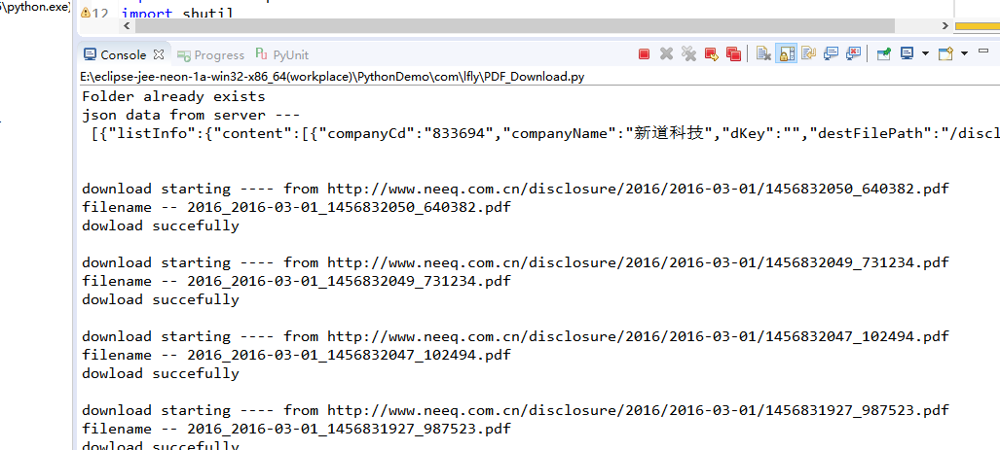 5\python.exe)
12 import shutil
Console Progress PyUnit
E:\eclipse-jee-neon-1a-win32-x86_64(workplace)\PythonDemo\com\lfly\PDF_Download.py
Folder already exists
json data from server ---
[{"listInfo":{"content":[{"companyCd":"833694","companyName":"新道科技","dKey":"","destFilePath":"/discl
download starting ---- from http://www.neeq.com.cn/disclosure/2016/2016-03-01/1456832050_640382.pdf
filename -- 2016_2016-03-01_1456832050_640382.pdf
dowload succefully
download starting ---- from http://www.neeq.com.cn/disclosure/2016/2016-03-01/1456832049_731234.pdf
filename -- 2016_2016-03-01_1456832049_731234.pdf
dowload succefully
download starting ---- from http://www.neeq.com.cn/disclosure/2016/2016-03-01/1456832047_102494.pdf
filename -- 2016_2016-03-01_1456832047_102494.pdf
dowload succefully
download starting ---- from http://www.neeq.com.cn/disclosure/2016/2016-03-01/1456831927_987523.pdf
filename -- 2016_2016-03-01_1456831927_987523.pdf
dowload succefully